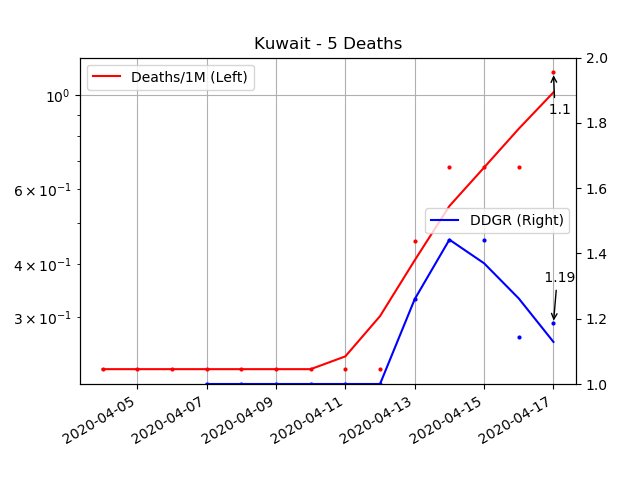 Kuwait - 5 Deaths
Deaths/1M (Left)
DDGR (Right)
10⁰
6 × 10⁻¹
4 × 10⁻¹
3 × 10⁻¹
2.0
1.8
1.6
1.4
1.2
1.0
1.1
1.19
2020-04-05
2020-04-07
2020-04-09
2020-04-11
2020-04-13
2020-04-15
2020-04-17